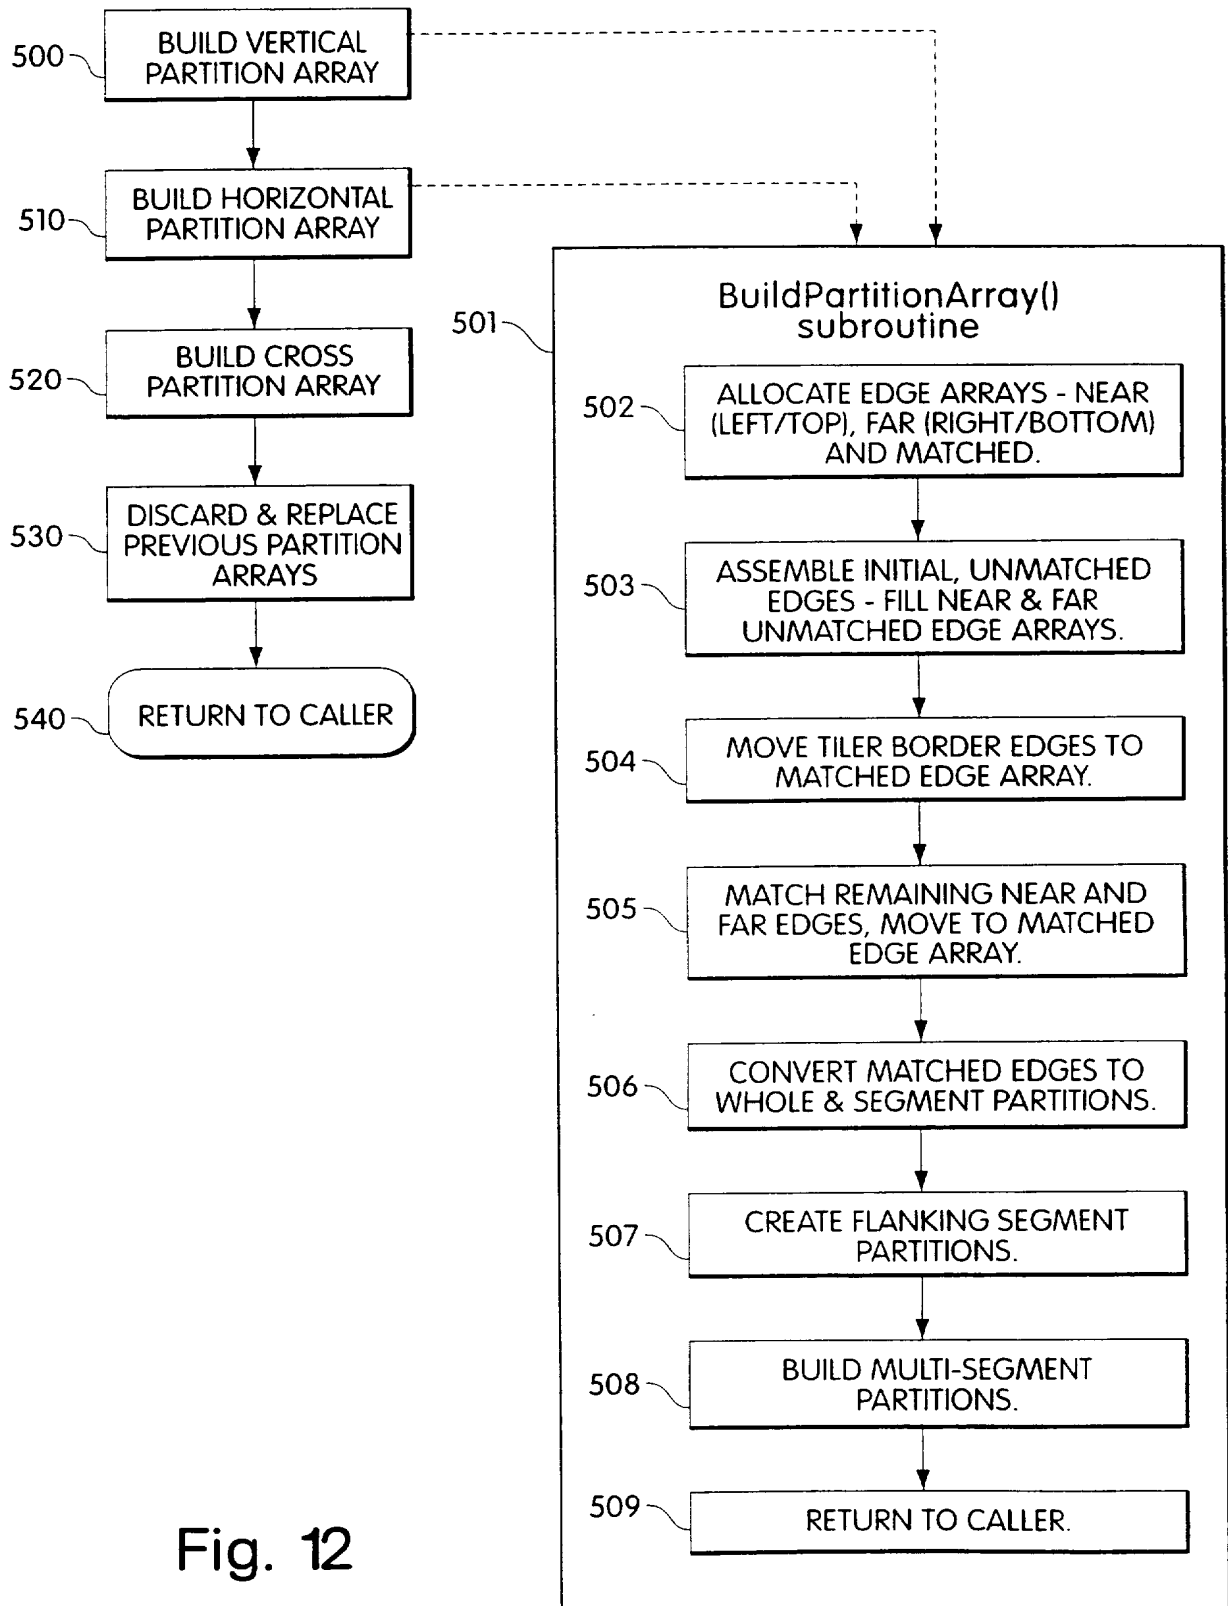 500
BUILD VERTICAL
PARTITION ARRAY
510
BUILD HORIZONTAL
PARTITION ARRAY
520
BUILD CROSS
PARTITION ARRAY
530
DISCARD & REPLACE
PREVIOUS PARTITION
ARRAYS
540
RETURN TO CALLER
501
BuildPartitionArray()
subroutine
502
ALLOCATE EDGE ARRAYS - NEAR
(LEFT/TOP), FAR (RIGHT/BOTTOM)
AND MATCHED.
503
ASSEMBLE INITIAL, UNMATCHED
EDGES - FILL NEAR & FAR
UNMATCHED EDGE ARRAYS.
504
MOVE TILER BORDER EDGES TO
MATCHED EDGE ARRAY.
505
MATCH REMAINING NEAR AND
FAR EDGES, MOVE TO MATCHED
EDGE ARRAY.
506
CONVERT MATCHED EDGES TO
WHOLE & SEGMENT PARTITIONS.
507
CREATE FLANKING SEGMENT
PARTITIONS.
508
BUILD MULTI-SEGMENT
PARTITIONS.
509
RETURN TO CALLER.
Fig. 12